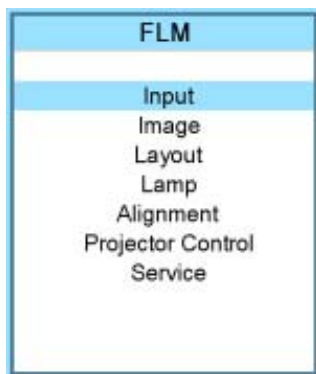 FLM
Input
Image
Layout
Lamp
Alignment
Projector Control
Service